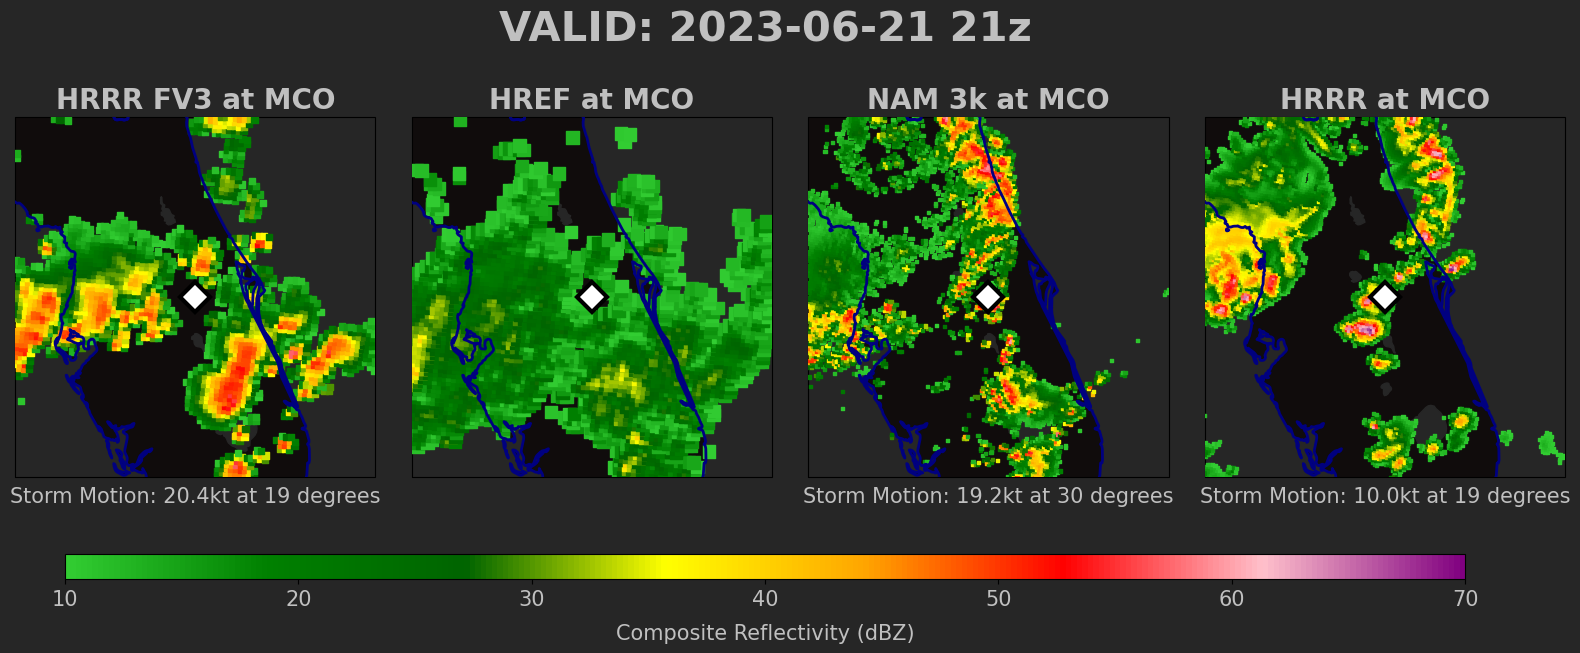 VALID: 2023-06-21 21z
HRRR FV3 at MCO
HREF at MCO
NAM 3k at MCO
HRRR at MCO
Storm Motion: 20.4kt at 19 degrees
Storm Motion: 19.2kt at 30 degrees
Storm Motion: 10.0kt at 19 degrees
10 20 30 40 50 60 70
Composite Reflectivity (dBZ)